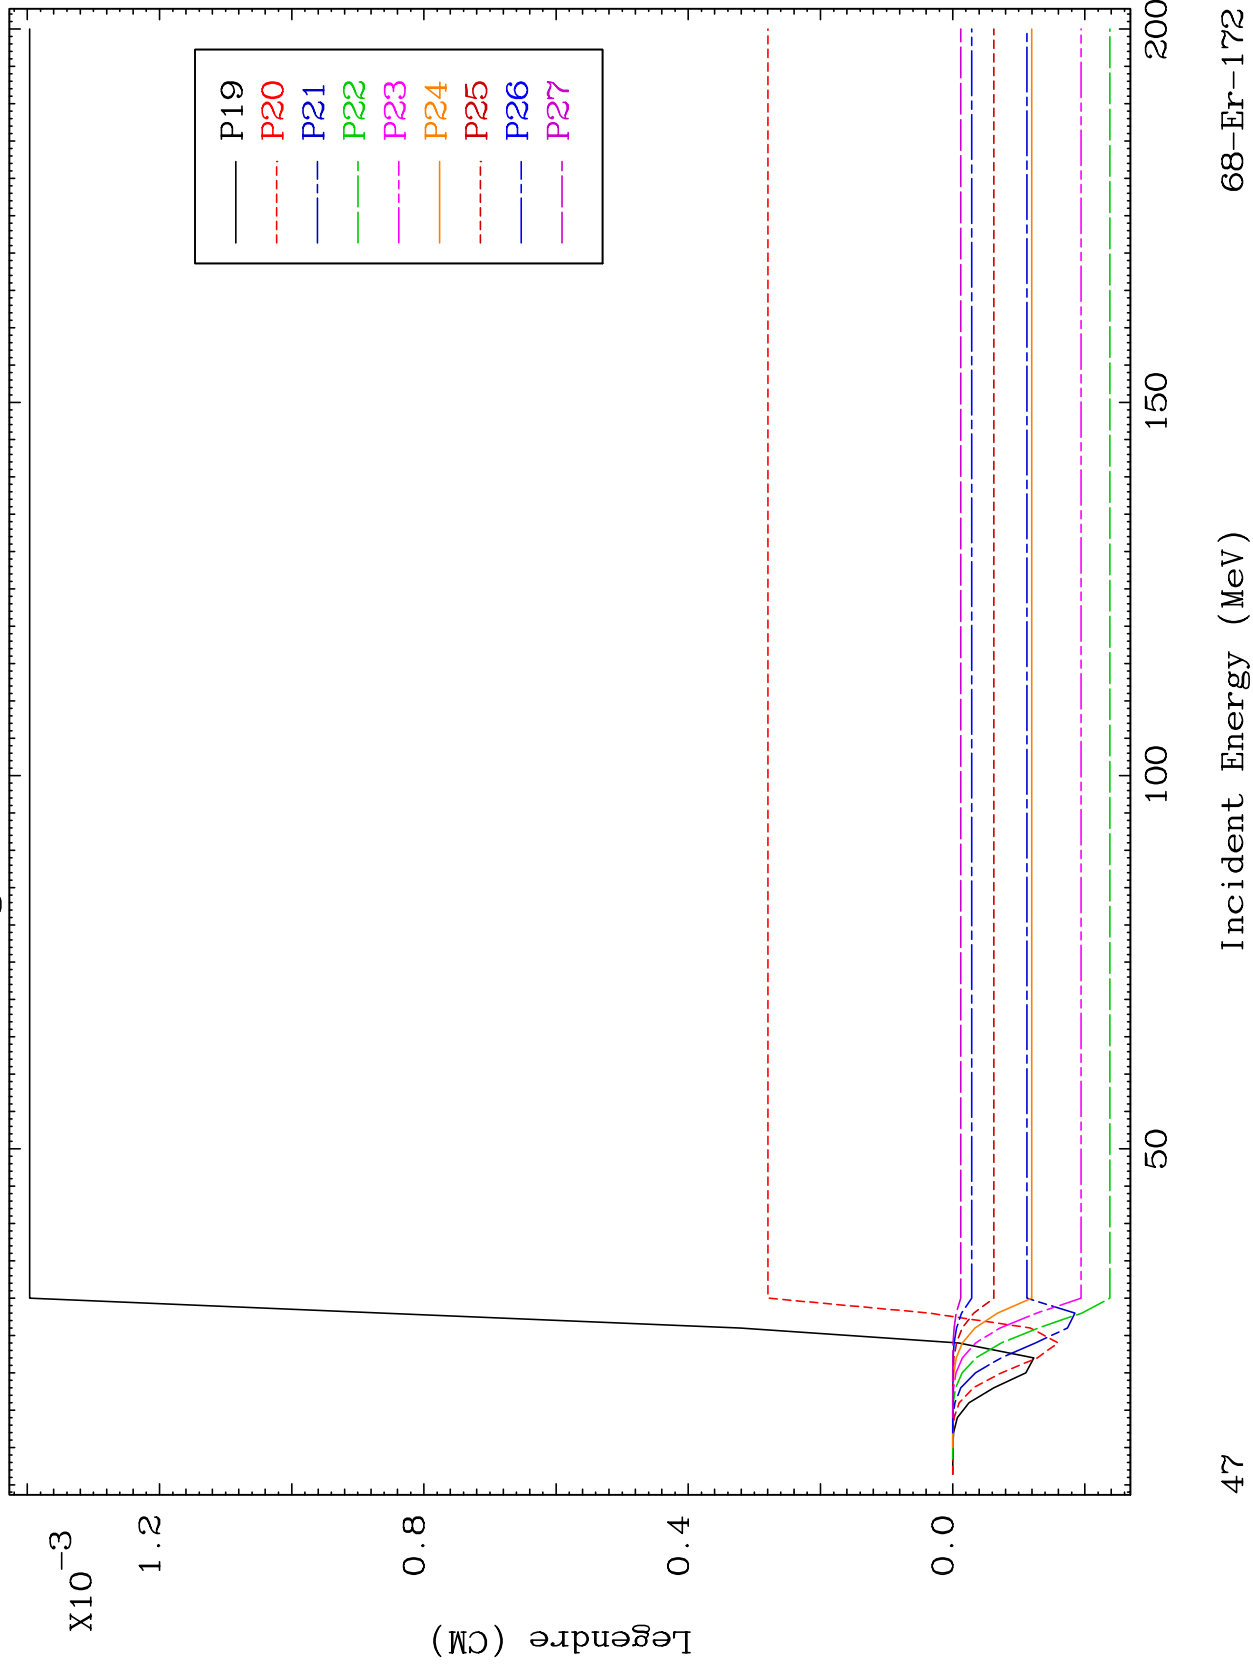 X10-3
1.2
0.8
0.4
0.0
Legendre (CM)
P19
P20
P21
P22
P23
P24
P25
P26
P27
50
100
150
200
47
Incident Energy (MeV)
68-Er-172